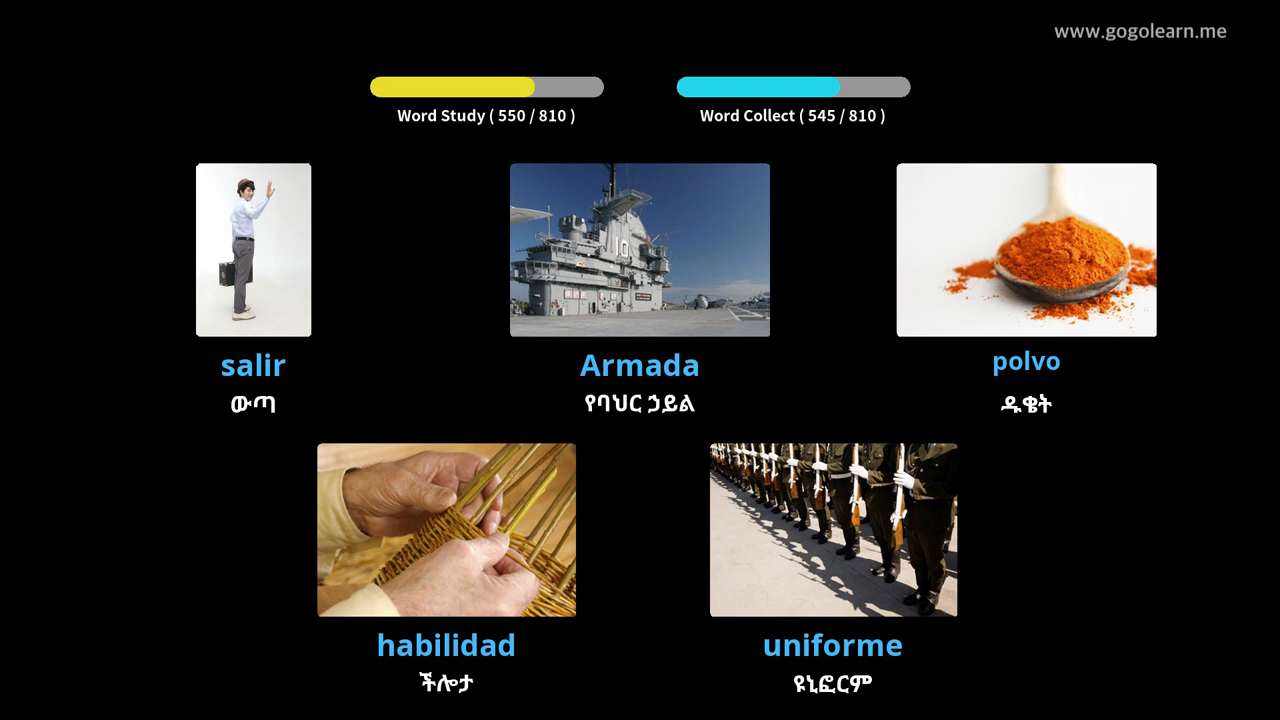 www.gogolearn.me
Word Study ( 550 / 810 )
Word Collect ( 545 / 810 )
salir
ውጣ
Armada
የባህር ኃይል
polvo
ዱቄት
habilidad
ችሎታ
uniforme
ዩኒፎርም